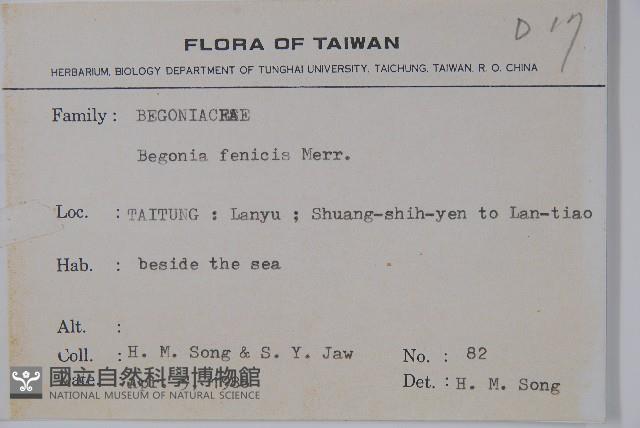 D 17
FLORA OF TAIWAN
HERBARIUM, BIOLOGY DEPARTMENT OF TUNGHAI UNIVERSITY, TAICHUNG, TAIWAN, R. O. CHINA
Family : BEGONIACEAE
Begonia fenicis Merr.
Loc. : TAITUNG : Lanyu ; Shuang-shih-yen to Lan-tiao
Hab. : beside the sea
Alt. :
Coll. : H. M. Song & S. Y. Jaw No. : 82
Date. Det. : H. M. Song
國立自然科學博物館
NATIONAL MUSEUM OF NATURAL SCIENCE